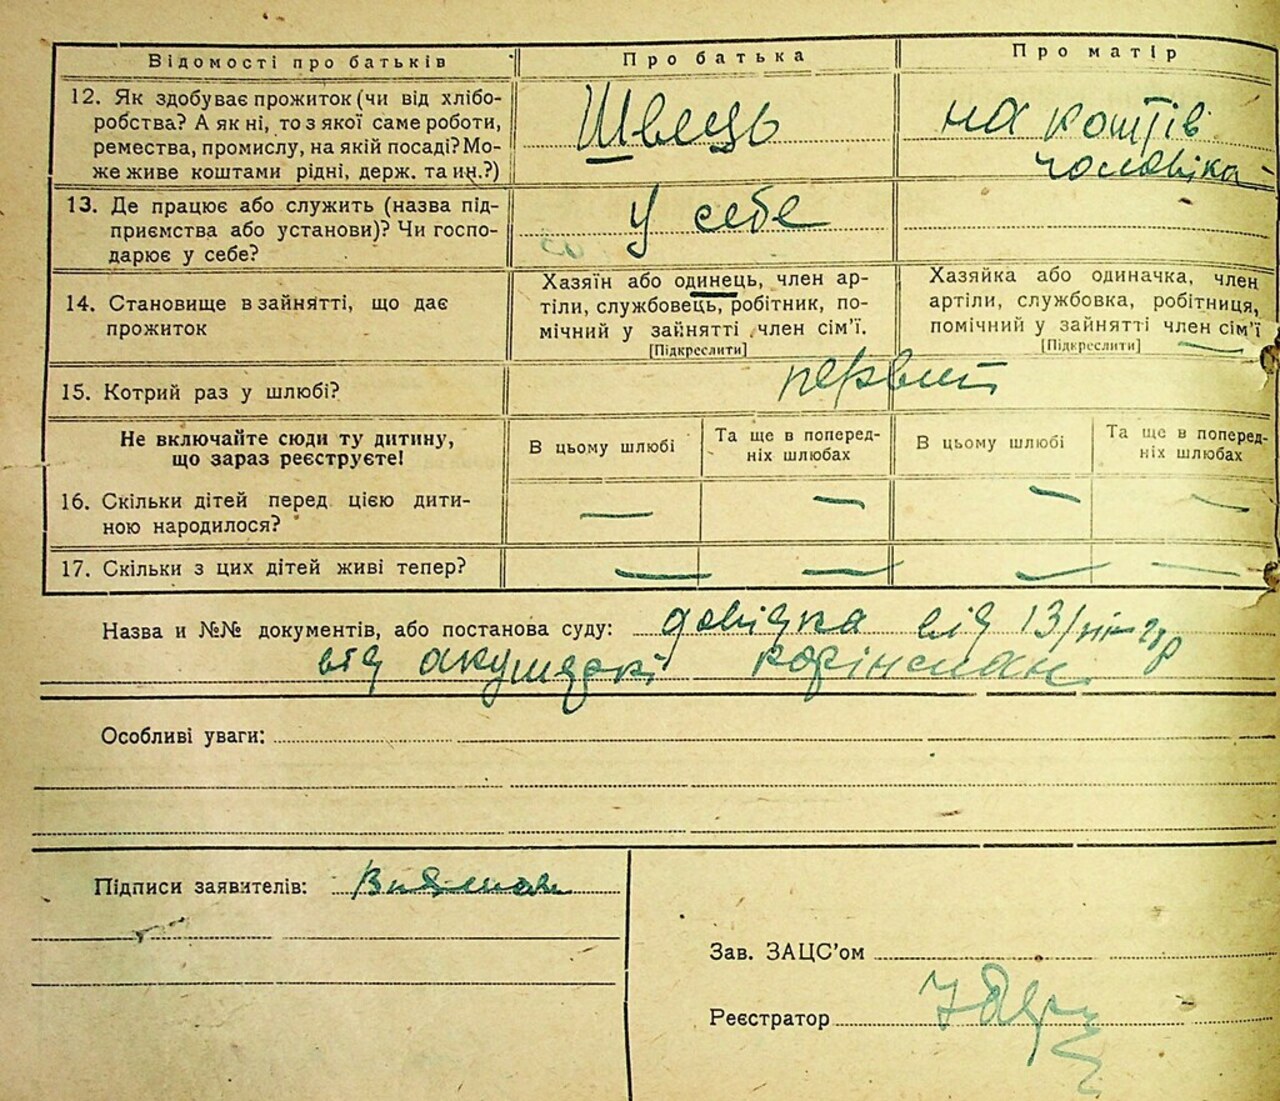 Відомості про батьків
Про батька
Про матір
12. Як здобуває прожиток (чи від хлібо-
робства? А як ні, то з якої саме роботи,
ремества, промислу, на якій посаді? Мо-
же живе коштами рідні, держ. та ин.?)
Швець
на коштів
чоловіка
13. Де працює або служить (назва під-
приємства або установи)? Чи госпо-
дарює у себе?
у себе
14. Становище в зайнятті, що дає
прожиток
Хазяїн або одинець, член ар-
тіли, службовець, робітник, по-
мічний у зайнятті член сім'ї.
[Підкреслити]
Хазяйка або одиначка, член
артіли, службовка, робітниця,
помічний у зайнятті член сім'ї
[Підкреслити]
15. Котрий раз у шлюбі?
первий
Не включайте сюди ту дитину,
що зараз реєструєте!
В цьому шлюбі
Та ще в поперед-
ніх шлюбах
В цьому шлюбі
Та ще в поперед-
ніх шлюбах
16. Скільки дітей перед цією дити-
ною народилося?
— — — —
17. Скільки з цих дітей живі тепер?
— — — —
Назва и №№ документів, або постанова суду: довідка від 13/
від акушерки
Особливі уваги:
Підписи заявителів:
Зав. ЗАЦС'ом
Реєстратор